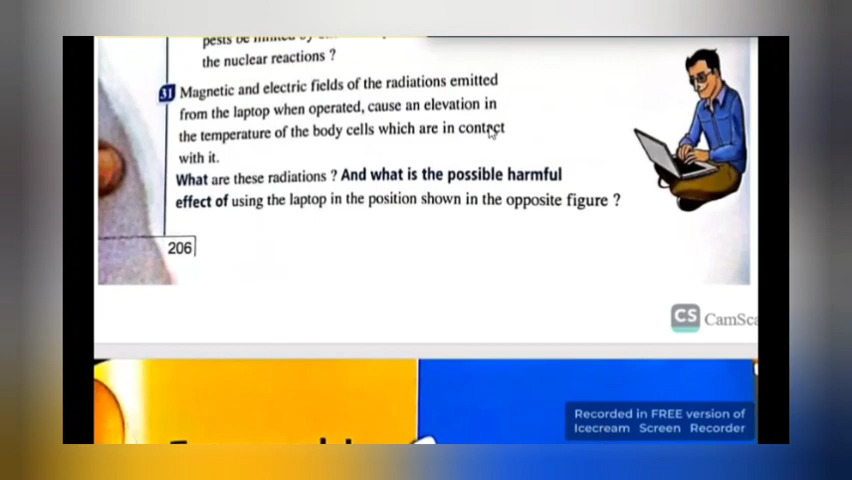 the nuclear reactions ?
31 Magnetic and electric fields of the radiations emitted
from the laptop when operated, cause an elevation in
the temperature of the body cells which are in contact
with it.
What are these radiations ? And what is the possible harmful
effect of using the laptop in the position shown in the opposite figure ?
206
CS CamSca
Recorded in FREE version of
Icecream Screen Recorder